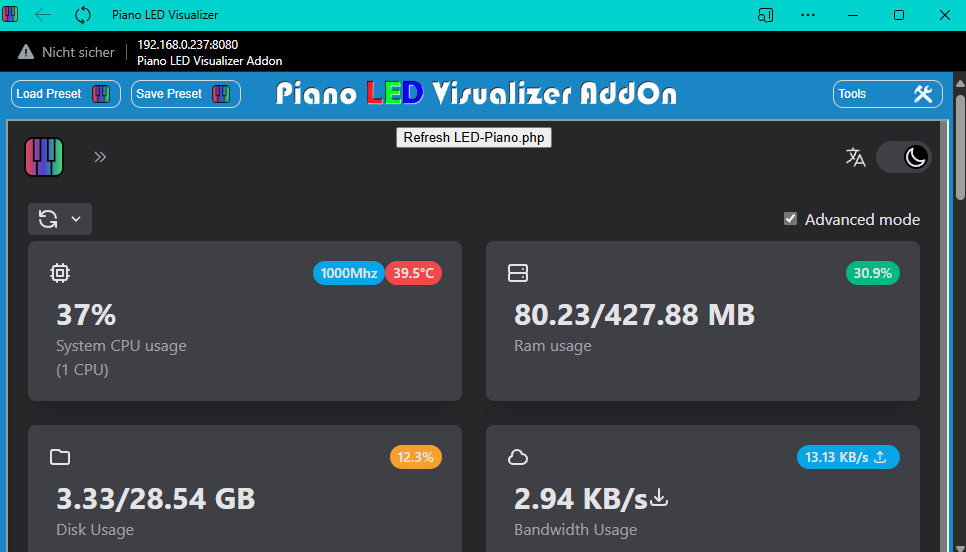 Piano LED Visualizer
Nicht sicher
192.168.0.237:8080
Piano LED Visualizer Addon
Load Preset
Save Preset
Piano LED Visualizer AddOn
Tools
Refresh LED-Piano.php
Advanced mode
1000Mhz
39.5°C
37%
System CPU usage
(1 CPU)
30.9%
80.23/427.88 MB
Ram usage
12.3%
3.33/28.54 GB
Disk Usage
13.13 KB/s
2.94 KB/s
Bandwidth Usage